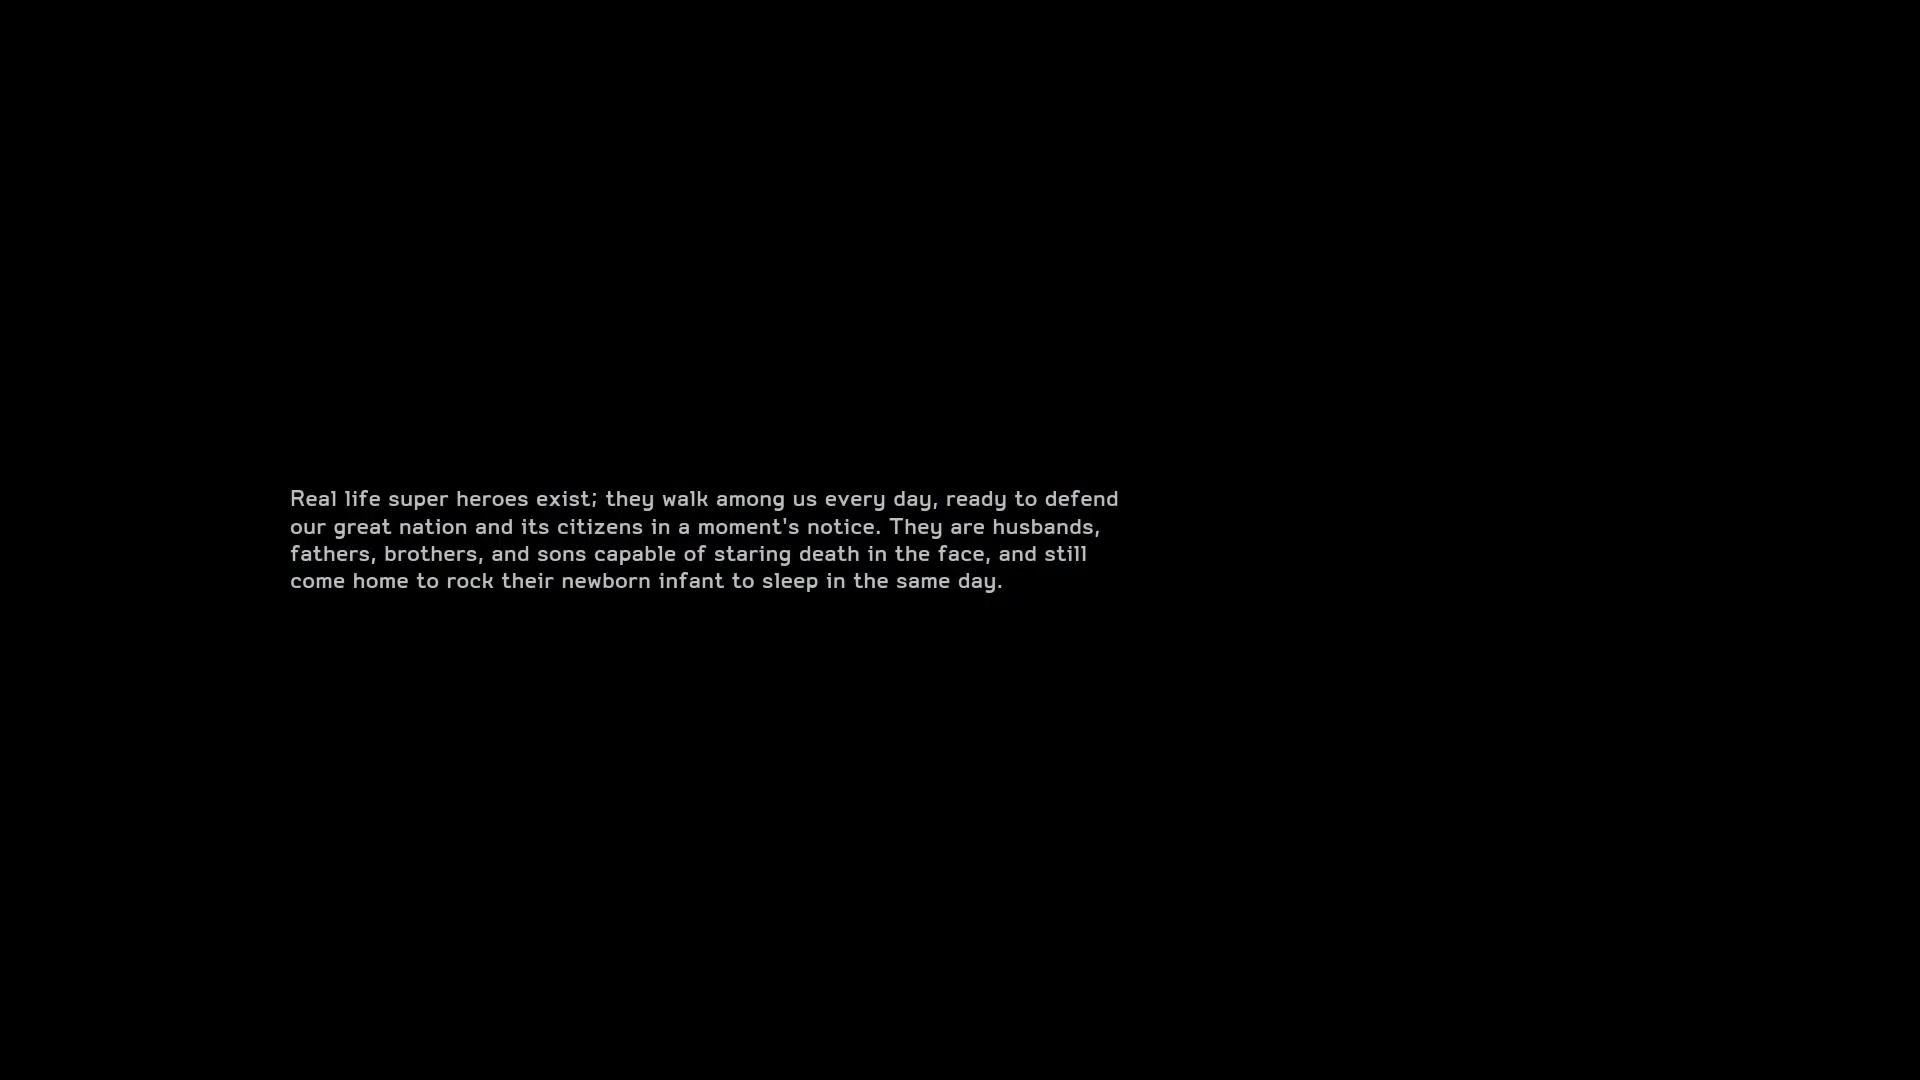 Real life super heroes exist; they walk among us every day, ready to defend
our great nation and its citizens in a moment's notice. They are husbands,
fathers, brothers, and sons capable of staring death in the face, and still
come home to rock their newborn infant to sleep in the same day.